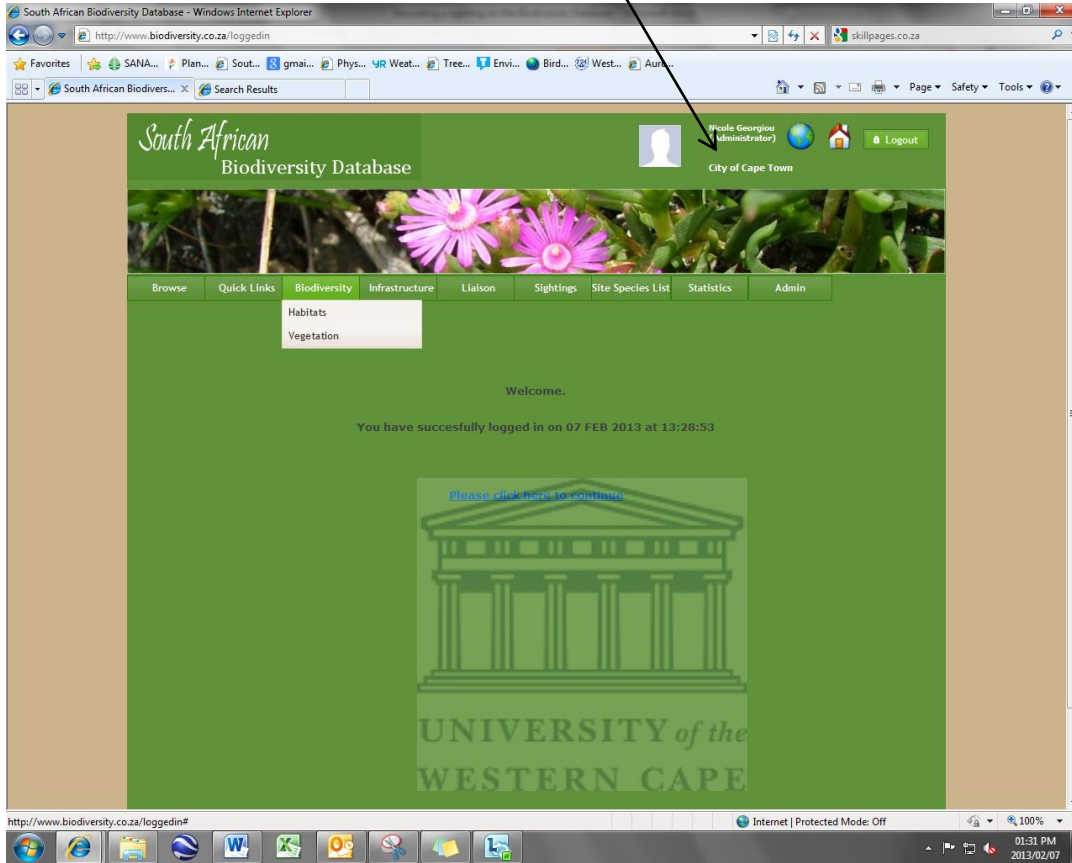 South African Biodiversity Database - Windows Internet Explorer
http://www.biodiversity.co.za/loggedin
skillpages.co.za
Favorites SANA... Plan... Sout... gmai... Phys... YR Weat... Tree... Envi... Bird... West... Aure...
South African Biodivers... X Search Results Page Safety Tools
South African
Biodiversity Database
Nicole Georgiou
(Administrator)
Logout
City of Cape Town
Browse Quick Links Biodiversity Infrastructure Liaison Sightings Site Species List Statistics Admin
Habitats
Vegetation
Welcome.
You have succesfully logged in on 07 FEB 2013 at 13:28:53
Please click here to continue
UNIVERSITY of the
WESTERN CAPE
http://www.biodiversity.co.za/loggedin# Internet | Protected Mode: Off 100%
01:31 PM
2013/02/07